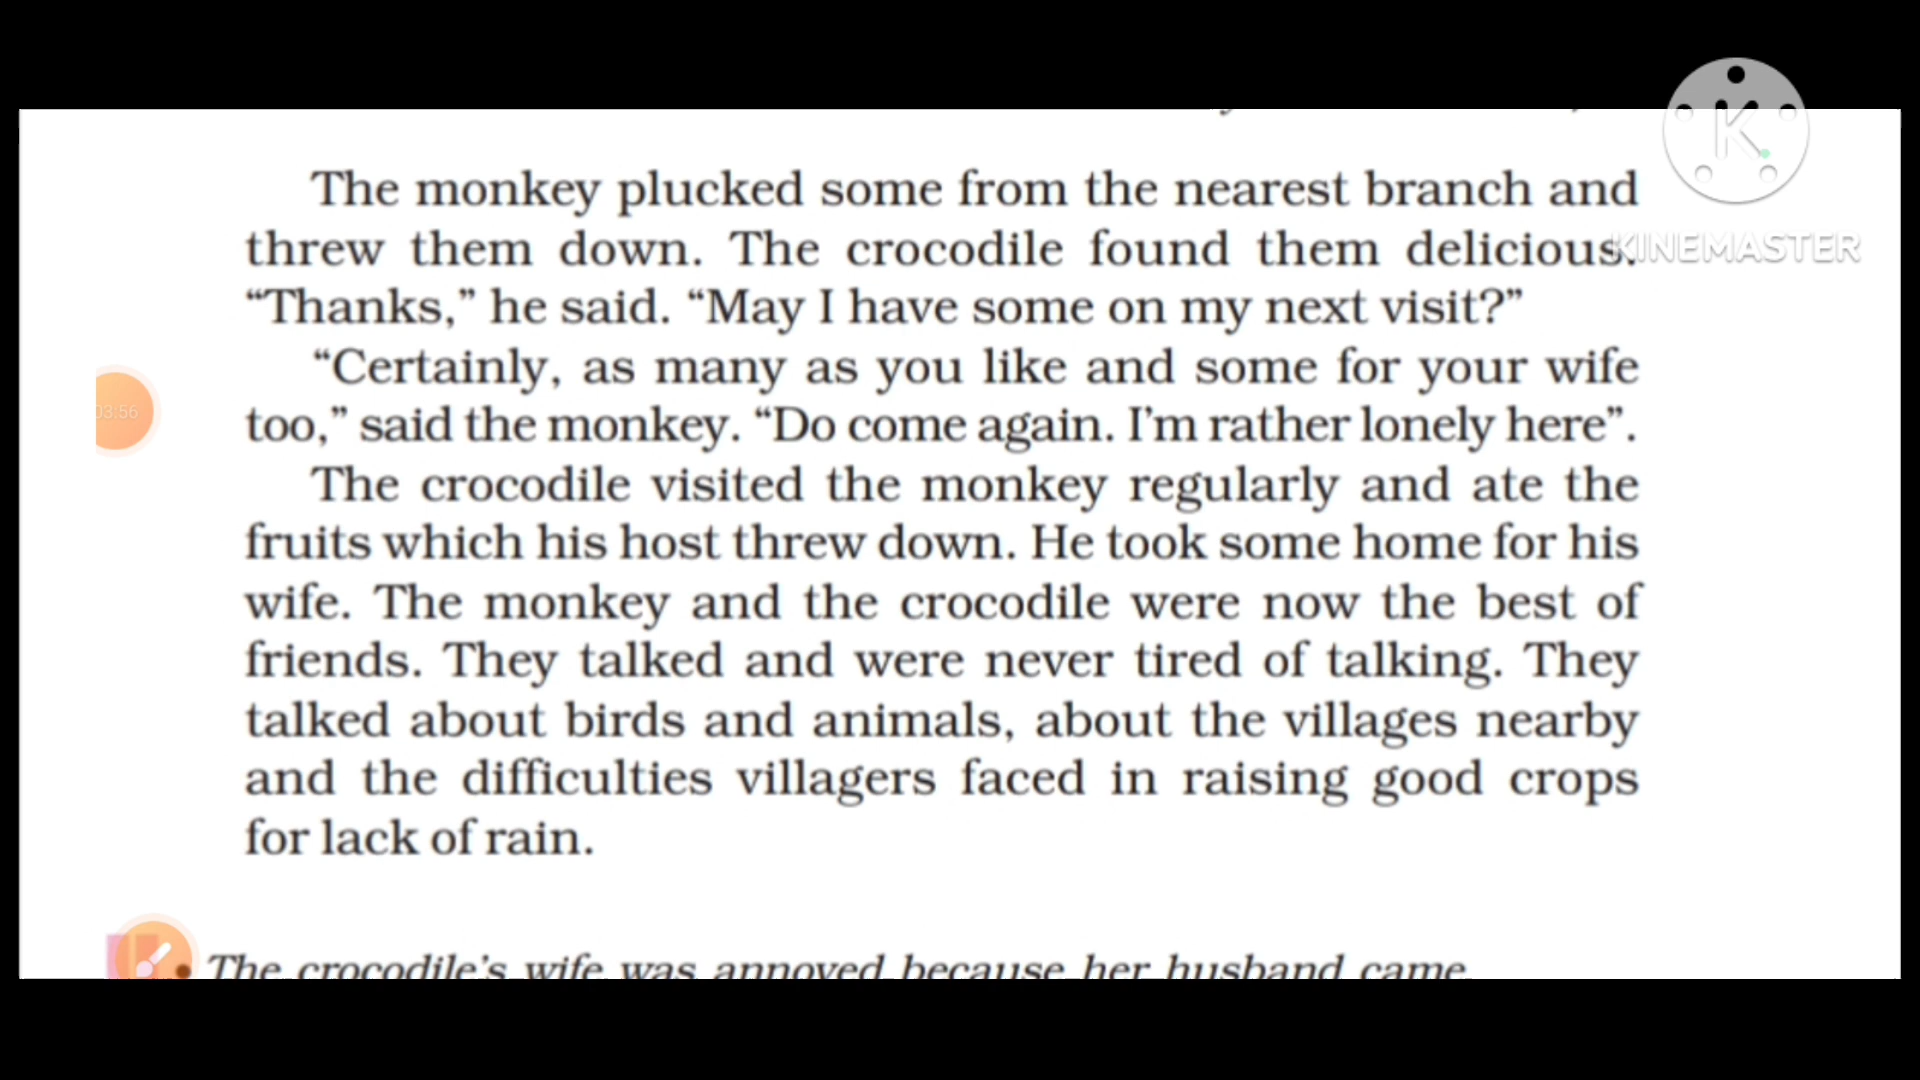 The monkey plucked some from the nearest branch and
threw them down. The crocodile found them delicious.
“Thanks,” he said. “May I have some on my next visit?”
“Certainly, as many as you like and some for your wife
too,” said the monkey. “Do come again. I’m rather lonely here”.
The crocodile visited the monkey regularly and ate the
fruits which his host threw down. He took some home for his
wife. The monkey and the crocodile were now the best of
friends. They talked and were never tired of talking. They
talked about birds and animals, about the villages nearby
and the difficulties villagers faced in raising good crops
for lack of rain.
The crocodile’s wife was annoyed because her husband came
K
KINEMASTER
03:56